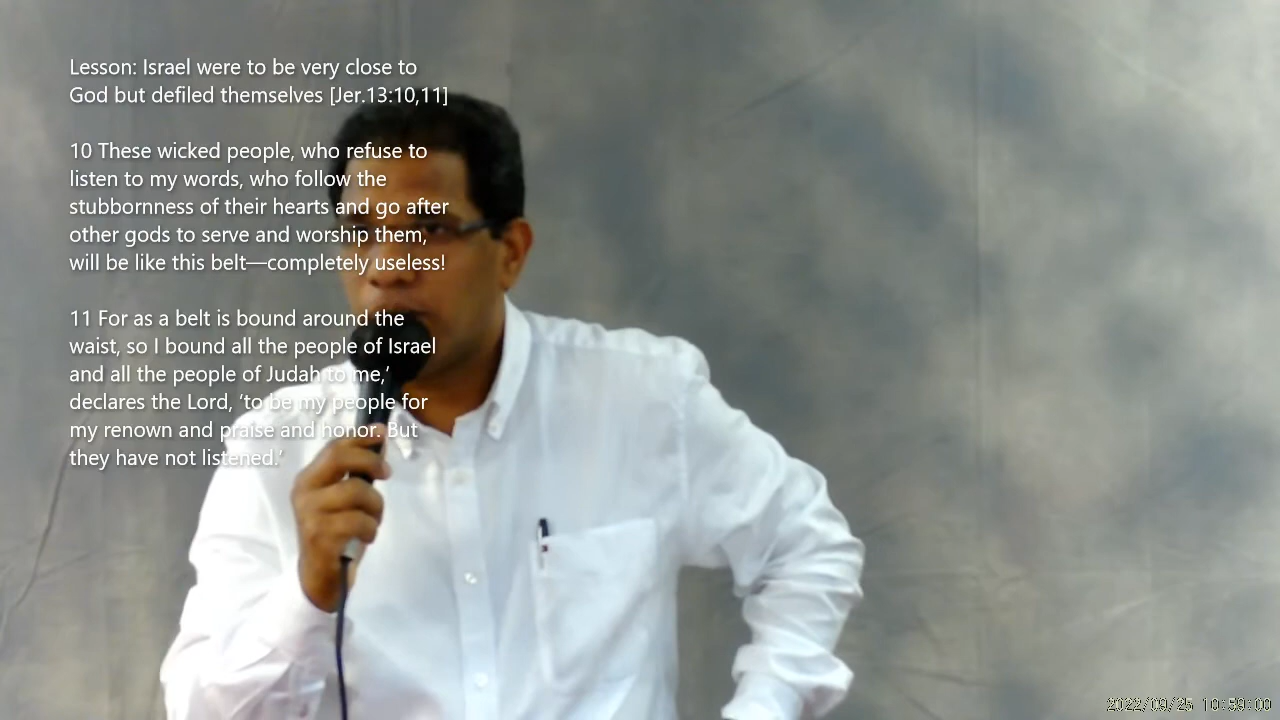 Lesson: Israel were to be very close to
God but defiled themselves [Jer.13:10,11]
10 These wicked people, who refuse to
listen to my words, who follow the
stubbornness of their hearts and go after
other gods to serve and worship them,
will be like this belt—completely useless!
11 For as a belt is bound around the
waist, so I bound all the people of Israel
and all the people of Judah to me,’
declares the Lord, ‘to be my people for
my renown and praise and honor. But
they have not listened.’
2022/09/25 10:59:00